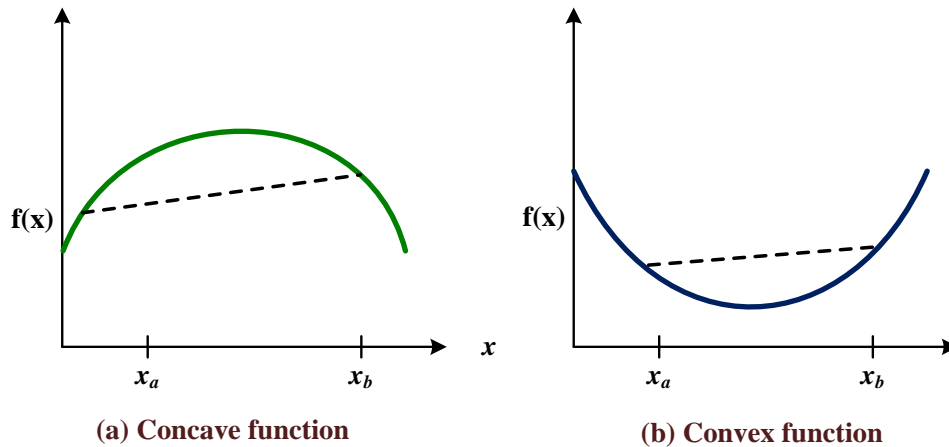 f(x)
x_a
x_b
x
(a) Concave function
f(x)
x_a
x_b
(b) Convex function